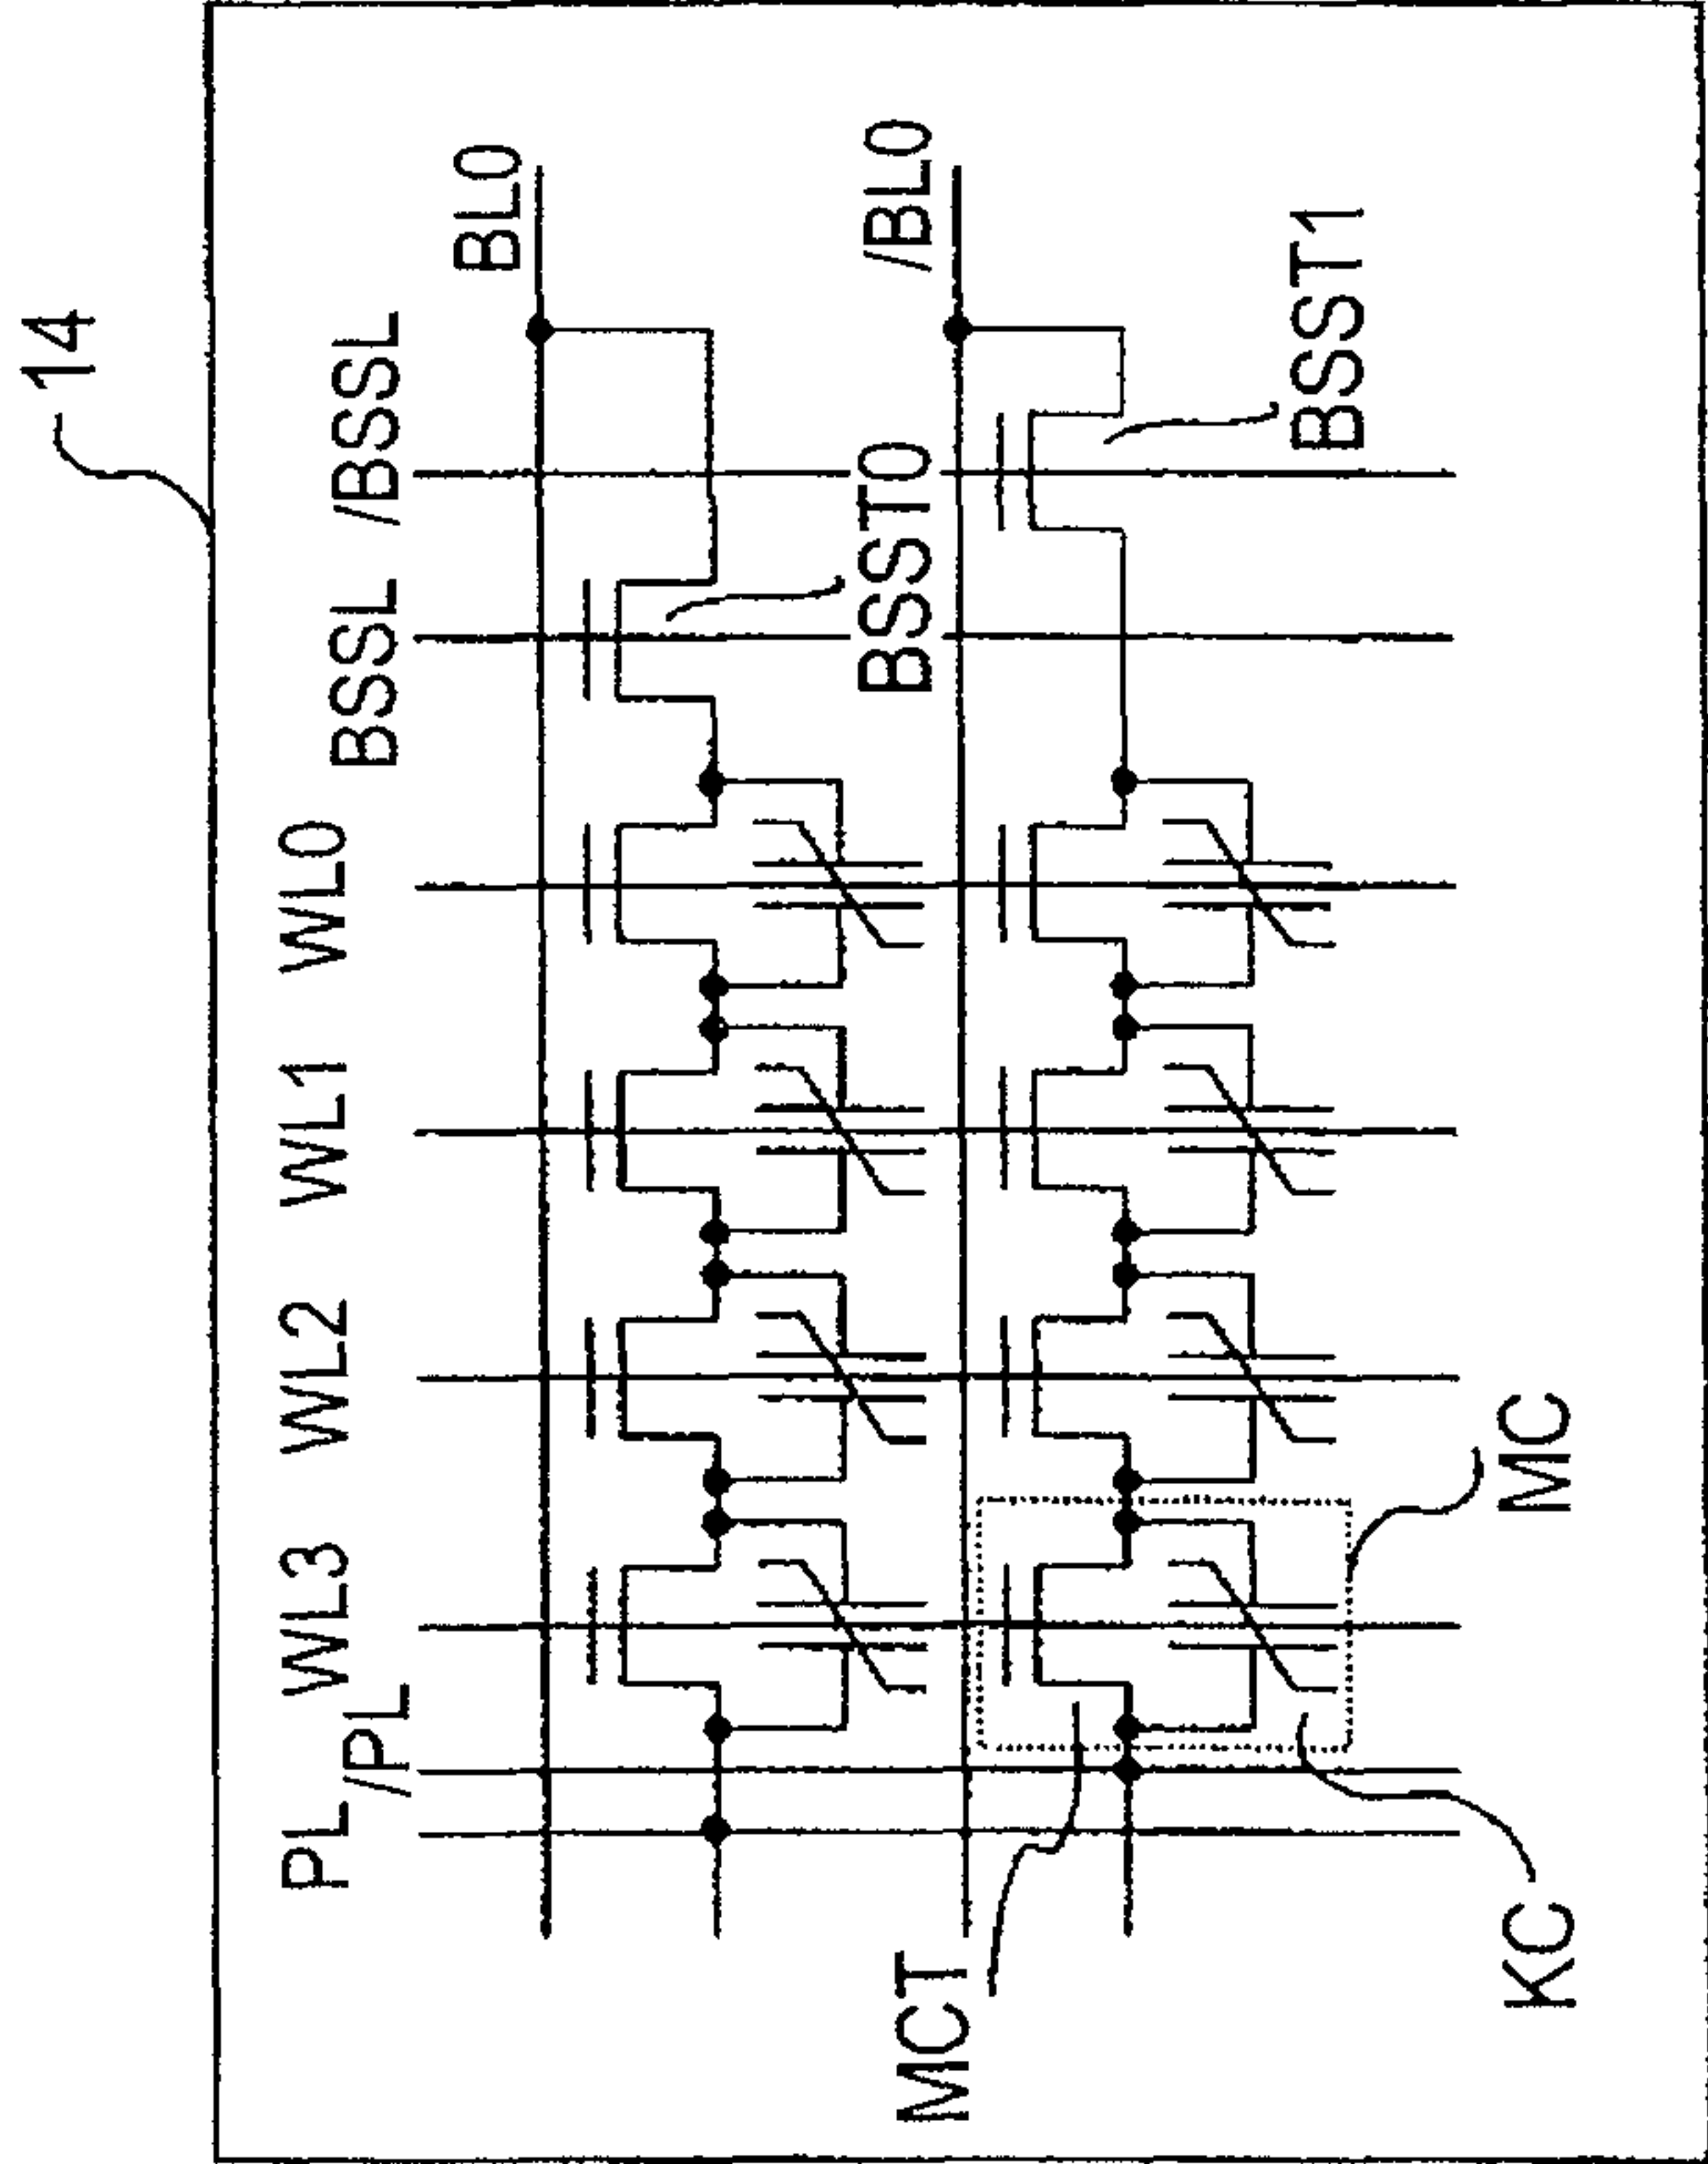 14
PL
/PL
WL3
WL2
WL1
WL0
BSSL
/BSSL
BL0
BSST0
/BL0
BSST1
MCT
MC
KC